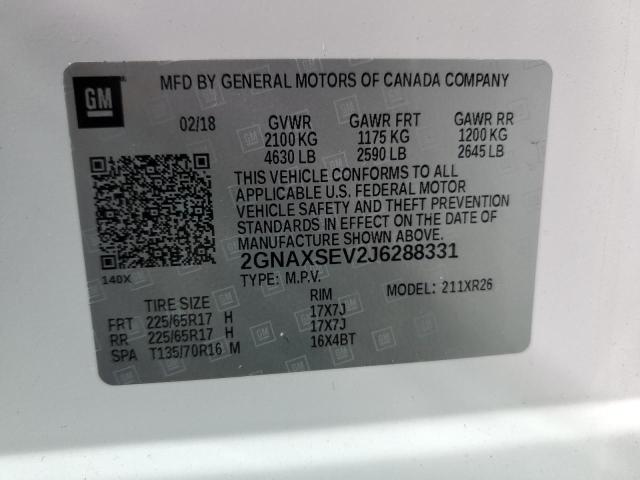 GM
MFD BY GENERAL MOTORS OF CANADA COMPANY
02/18 GVWR GAWR FRT GAWR RR
2100 KG 1175 KG 1200 KG
4630 LB 2590 LB 2645 LB
THIS VEHICLE CONFORMS TO ALL
APPLICABLE U.S. FEDERAL MOTOR
VEHICLE SAFETY AND THEFT PREVENTION
STANDARDS IN EFFECT ON THE DATE
OF MANUFACTURE SHOWN ABOVE.
2GNAXSEV2J6288331
140X
TYPE: M.P.V. MODEL: 211XR26
TIRE SIZE RIM
FRT 225/65R17 H 17X7J
RR 225/65R17 H 17X7J
SPA T135/70R16 M 16X4BT